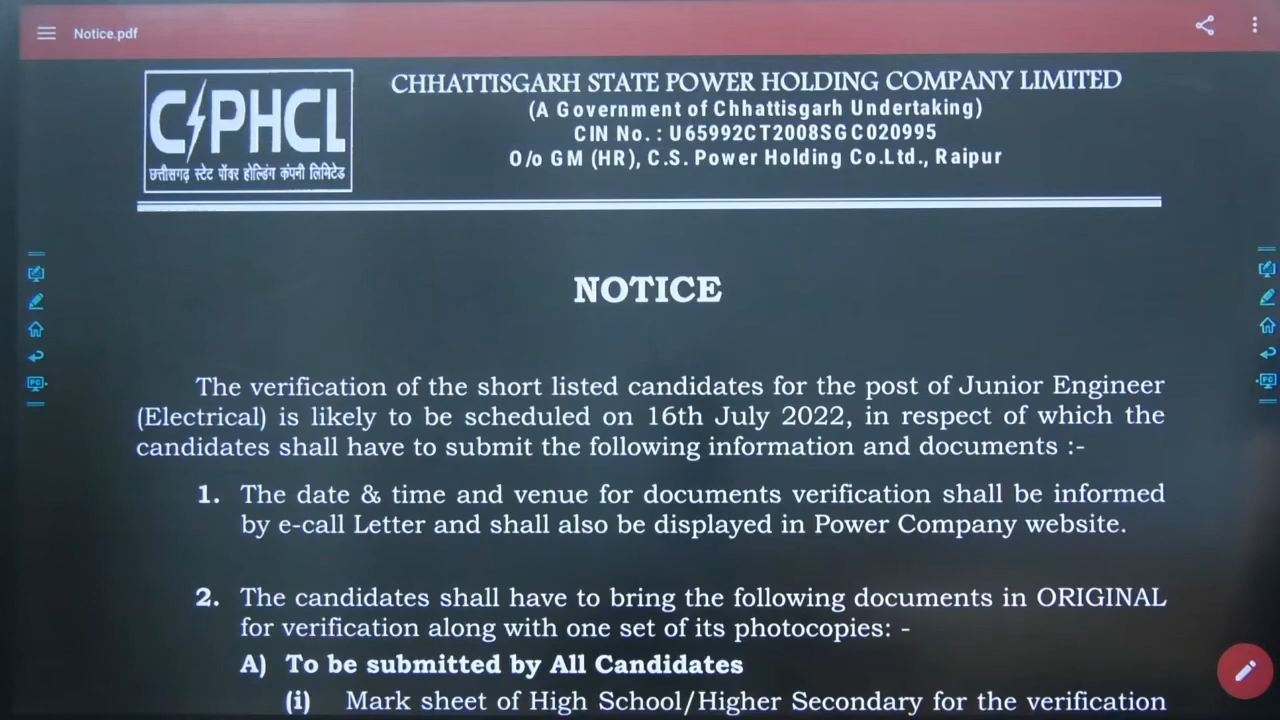 Notice.pdf
CSPHCL
छत्तीसगढ़ स्टेट पॉवर होल्डिंग कंपनी लिमिटेड
CHHATTISGARH STATE POWER HOLDING COMPANY LIMITED
(A Government of Chhattisgarh Undertaking)
CIN No. : U65992CT2008SGC020995
O/o GM (HR), C.S. Power Holding Co.Ltd., Raipur
NOTICE
The verification of the short listed candidates for the post of Junior Engineer
(Electrical) is likely to be scheduled on 16th July 2022, in respect of which the
candidates shall have to submit the following information and documents :-
1. The date & time and venue for documents verification shall be informed
by e-call Letter and shall also be displayed in Power Company website.
2. The candidates shall have to bring the following documents in ORIGINAL
for verification along with one set of its photocopies: -
A) To be submitted by All Candidates
(i) Mark sheet of High School/Higher Secondary for the verification
PC
PC